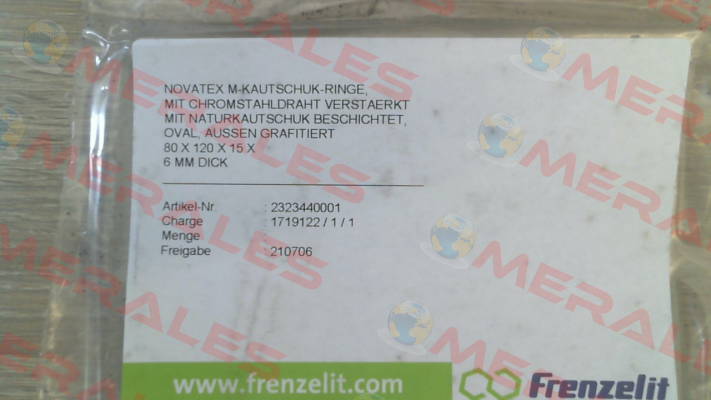 NOVATEX M-KAUTSCHUK-RINGE,
MIT CHROMSTAHLDRAHT VERSTAERKT
MIT NATURKAUTSCHUK BESCHICHTET,
OVAL, AUSSEN GRAFITIERT
80 X 120 X 15 X
6 MM DICK
Artikel-Nr : 2323440001
Charge : 1719122 / 1 / 1
Menge
Freigabe : 210706
www.frenzelit.com
Frenzelit
MERALES
MERALES
MERALES
MERALES
MERALES
MERALES